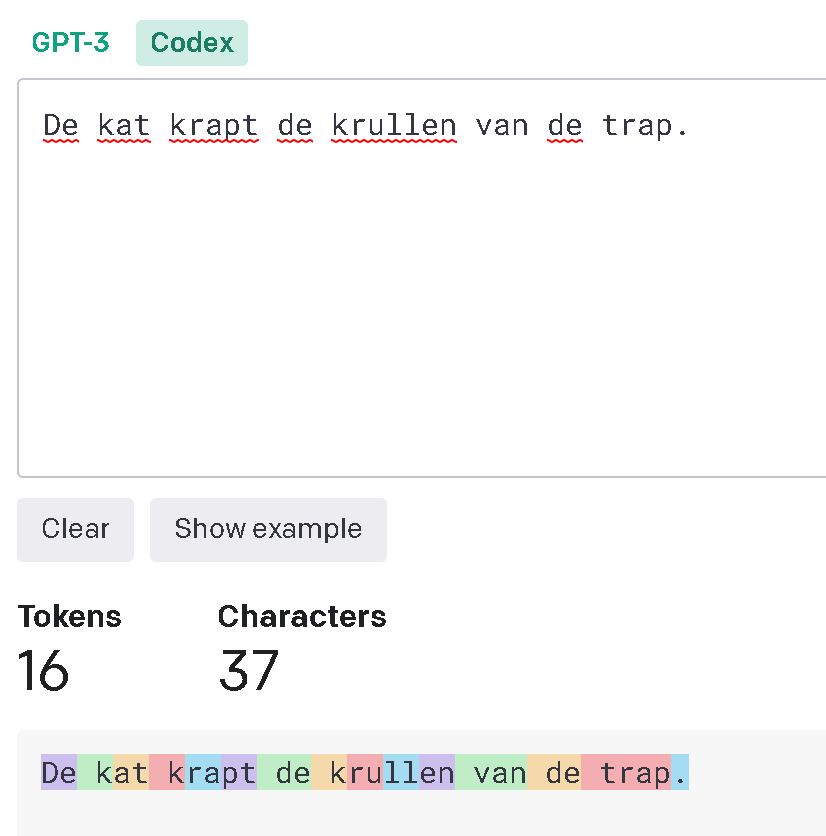 GPT-3 Codex
De kat krapt de krullen van de trap.
Clear Show example
Tokens Characters
16 37
De kat krapt de krullen van de trap.